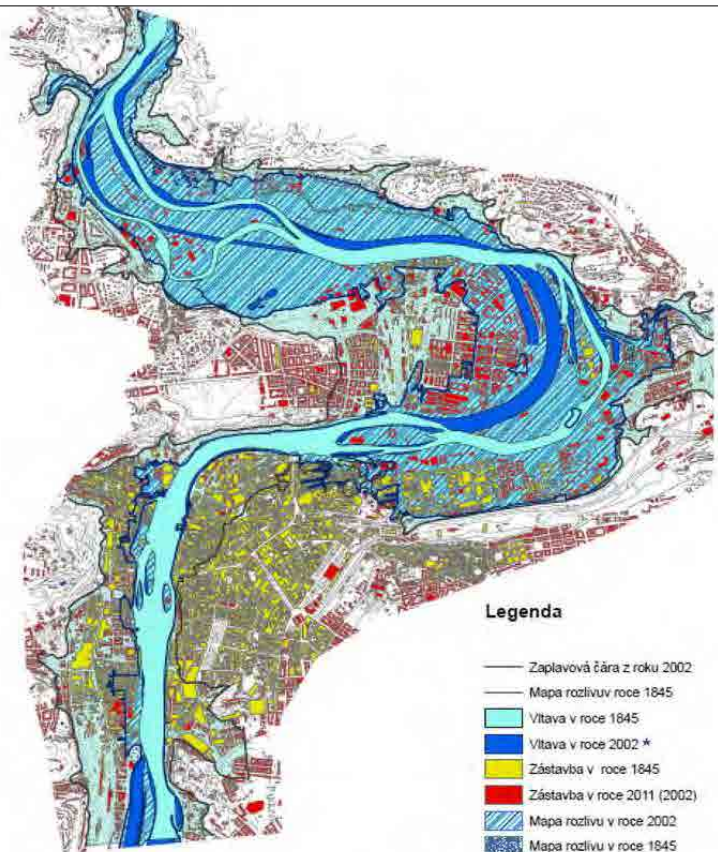 Legenda
Zaplavová čára z roku 2002
Mapa rozlivuv roce 1845
Vltava v roce 1845
Vltava v roce 2002 *
Zástavba v roce 1845
Zástavba v roce 2011 (2002)
Mapa rozlivu v roce 2002
Mapa rozlivu v roce 1845